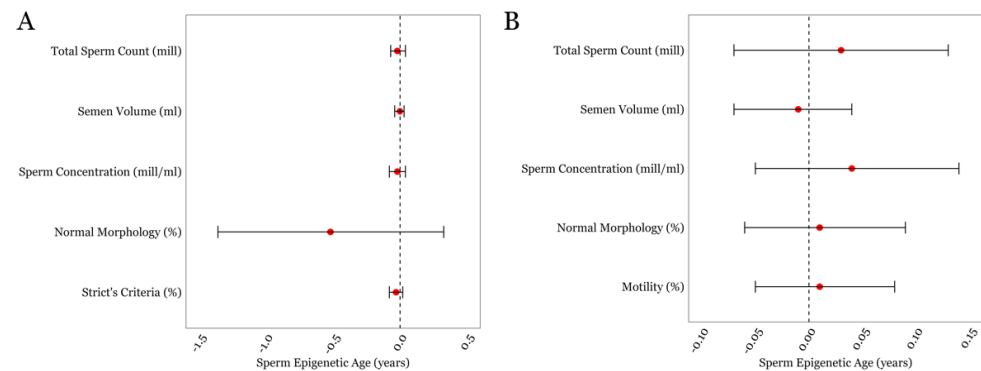 A
Total Sperm Count (mill)
Semen Volume (ml)
Sperm Concentration (mill/ml)
Normal Morphology (%)
Strict's Criteria (%)
-1.5
-1.0
-0.5
0.0
0.5
Sperm Epigenetic Age (years)
B
Total Sperm Count (mill)
Semen Volume (ml)
Sperm Concentration (mill/ml)
Normal Morphology (%)
Motility (%)
-0.10
-0.05
0.00
0.05
0.10
0.15
Sperm Epigenetic Age (years)